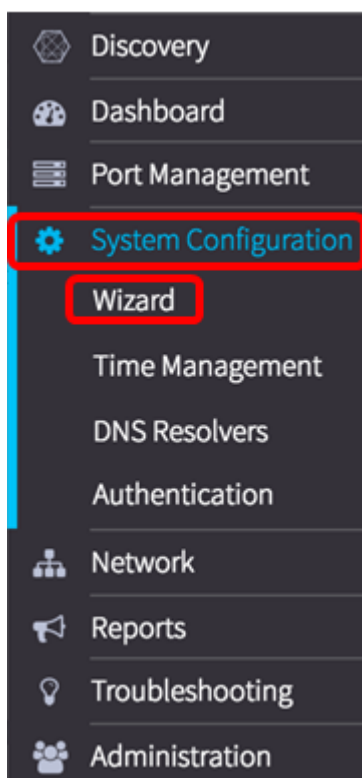 Discovery
Dashboard
Port Management
System Configuration
Wizard
Time Management
DNS Resolvers
Authentication
Network
Reports
Troubleshooting
Administration